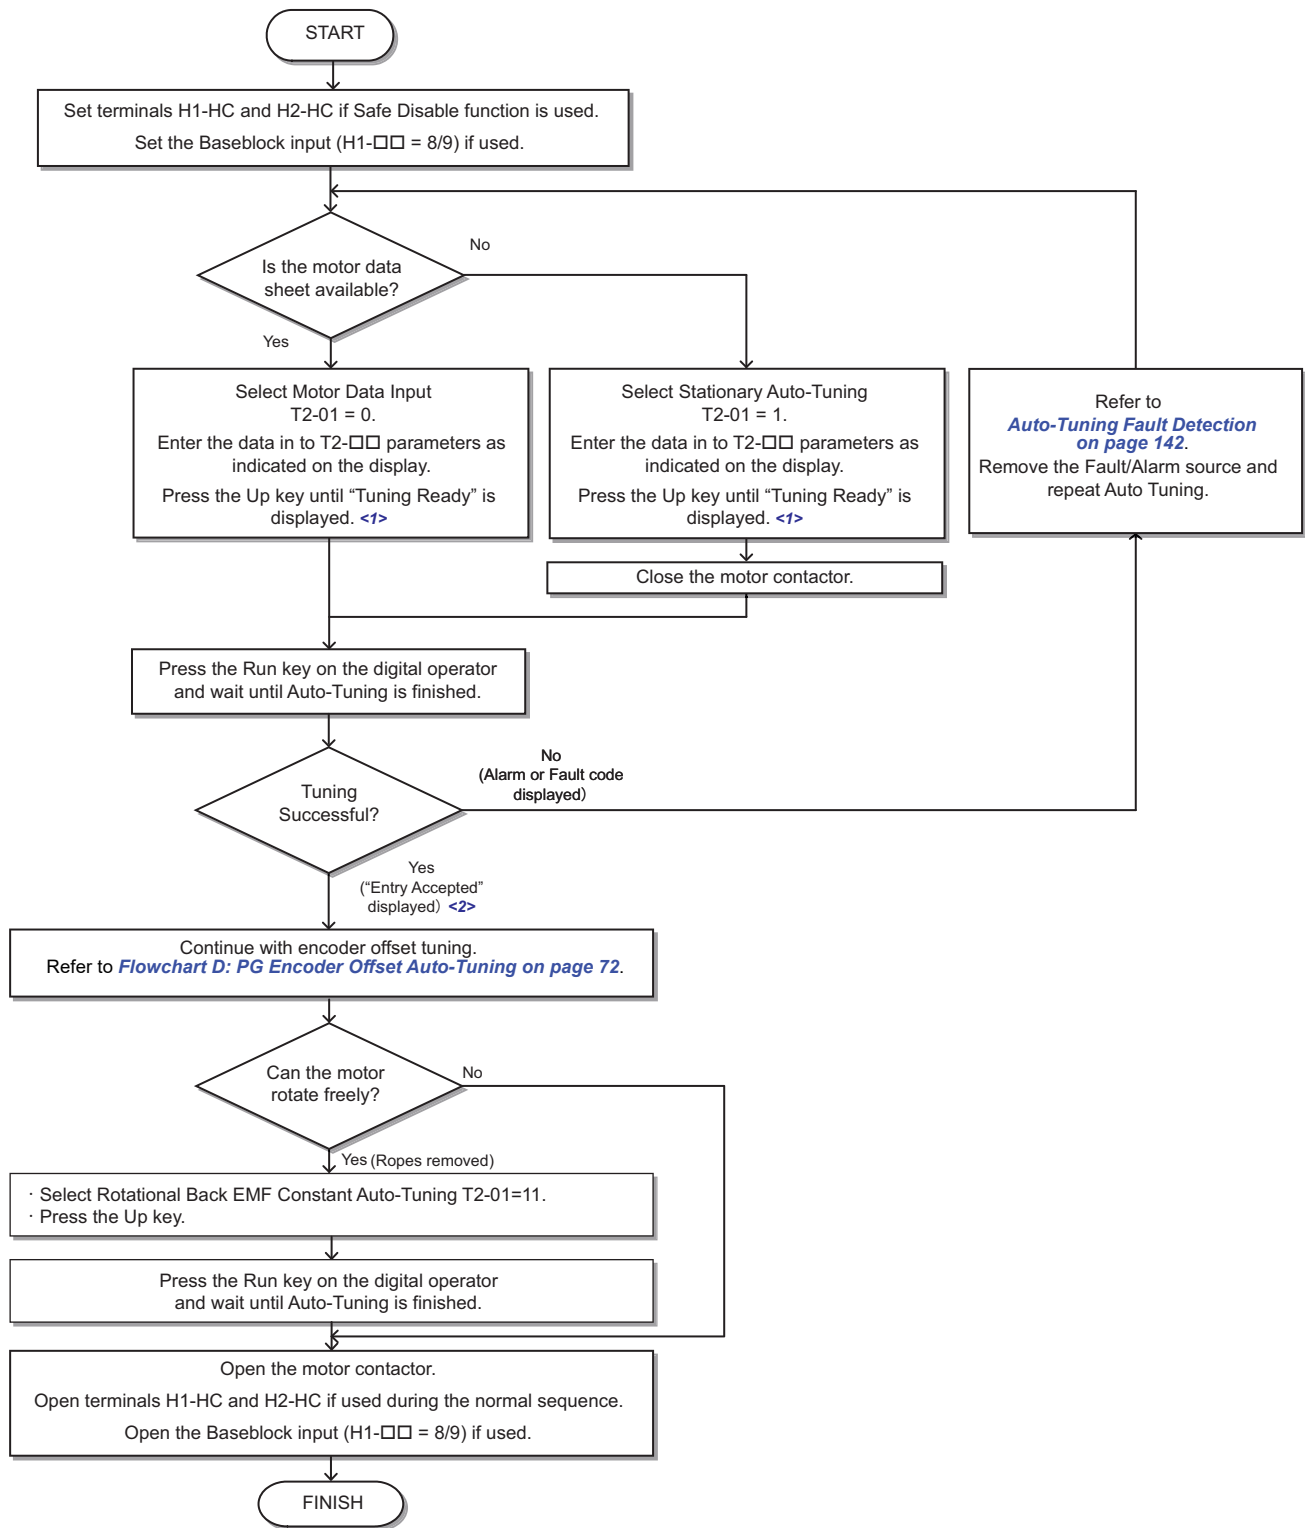 START
Set terminals H1-HC and H2-HC if Safe Disable function is used.
Set the Baseblock input (H1-□□ = 8/9) if used.
No
Is the motor data
sheet available?
Yes
Select Motor Data Input
T2-01 = 0.
Enter the data in to T2-□□ parameters as
indicated on the display.
Press the Up key until “Tuning Ready” is
displayed. <1>
Select Stationary Auto-Tuning
T2-01 = 1.
Enter the data in to T2-□□ parameters as
indicated on the display.
Press the Up key until “Tuning Ready” is
displayed. <1>
Refer to
Auto-Tuning Fault Detection
on page 142.
Remove the Fault/Alarm source and
repeat Auto Tuning.
Close the motor contactor.
Press the Run key on the digital operator
and wait until Auto-Tuning is finished.
No
(Alarm or Fault code
displayed)
Tuning
Successful?
Yes
(“Entry Accepted”
displayed) <2>
Continue with encoder offset tuning.
Refer to Flowchart D: PG Encoder Offset Auto-Tuning on page 72.
Can the motor
rotate freely?
No
Yes (Ropes removed)
· Select Rotational Back EMF Constant Auto-Tuning T2-01=11.
· Press the Up key.
Press the Run key on the digital operator
and wait until Auto-Tuning is finished.
Open the motor contactor.
Open terminals H1-HC and H2-HC if used during the normal sequence.
Open the Baseblock input (H1-□□ = 8/9) if used.
FINISH